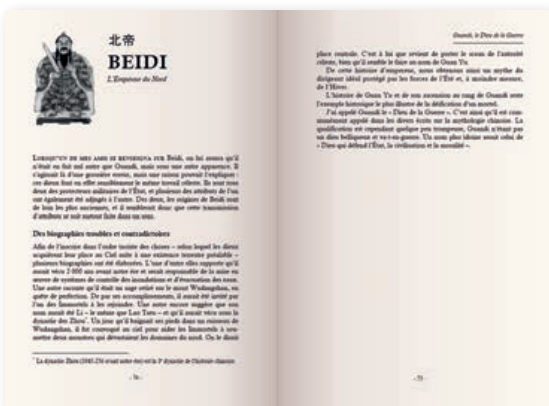 北帝
BEIDI
L'Empereur du Nord
LORSQU'UN DE MES AMIS SE RENSEIGNA SUR Beidi, on lui assura qu'il
n'était en fait nul autre que Guandi, mais sous une autre apparence. Il
s'agissait là d'une grossière erreur, mais une raison pouvait l'expliquer :
ces dieux font en effet sensiblement le même travail céleste. Ils sont tous
deux des protecteurs militaires de l'État, et plusieurs des attributs de l'un
ont également été adjugés à l'autre. Des deux, les origines de Beidi sont
de loin les plus anciennes, et il semblerait donc que cette transmission
d'attributs se soit surtout faite dans un sens.
Des biographies troubles et contradictoires
Afin de l'inscrire dans l'ordre taoïste des choses – selon lequel les dieux
acquièrent leur place au Ciel suite à une existence terrestre préalable –
plusieurs biographies ont été élaborées. L'une d'entre elles rapporte qu'il
aurait vécu 2 000 ans avant notre ère et serait responsable de la mise en
œuvre de systèmes de contrôle des inondations et d'évacuation des eaux.
Une autre raconte qu'il était un sage retiré sur le mont Wudangshan, en
quête de perfection. De par ses accomplissements, il aurait été invité par
l'un des Immortels à les rejoindre. Une autre encore suggère que son
nom aurait été Li – le même que Lao Tseu – et qu'il aurait vécu sous la
dynastie des Zhou*. Un jour qu'il baignait ses pieds dans un ruisseau de
Wudangshan, il fut convoqué au ciel pour aider les Immortels à sou-
mettre deux monstres qui dévastaient les domaines du nord. On le disait
* La dynastie Zhou (1045-256 avant notre ère) est la 3e dynastie de l'histoire chinoise.
Guandi, le Dieu de la Guerre
place centrale. C'est à lui que revient de porter le sceau de l'autorité
céleste, bien qu'il semble le faire au nom de Guan Yu.
De cette histoire d'empereur, nous obtenons ainsi un mythe du
dirigeant idéal protégé par les forces de l'Été et, à moindre mesure,
de l'Hiver.
L'histoire de Guan Yu et de son ascension au rang de Guandi reste
l'exemple historique le plus illustre de la déification d'un mortel.
J'ai appelé Guandi le « Dieu de la Guerre ». C'est ainsi qu'il est com-
munément appelé dans les divers écrits sur la mythologie chinoise. La
qualification est cependant quelque peu trompeuse, Guandi n'étant pas
un dieu belliqueux et va-t-en-guerre. Un nom plus idoine serait celui de
« Dieu qui défend l'État, la civilisation et la moralité ».